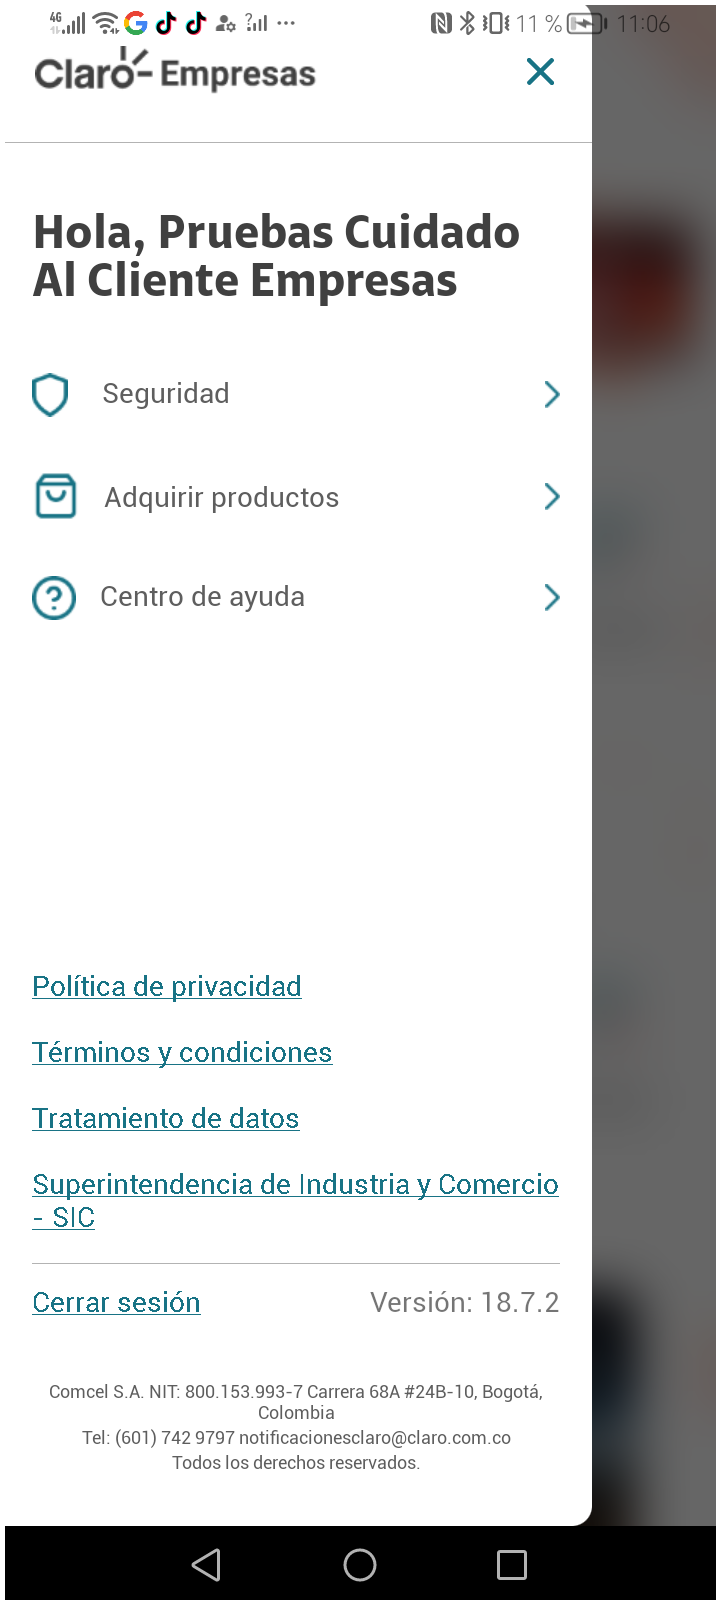 4G ? 11 % 11:06
Claro- Empresas
Hola, Pruebas Cuidado
Al Cliente Empresas
Seguridad
Adquirir productos
Centro de ayuda
Política de privacidad
Términos y condiciones
Tratamiento de datos
Superintendencia de Industria y Comercio
- SIC
Cerrar sesión Versión: 18.7.2
Comcel S.A. NIT: 800.153.993-7 Carrera 68A #24B-10, Bogotá,
Colombia
Tel: (601) 742 9797 notificacionesclaro@claro.com.co
Todos los derechos reservados.